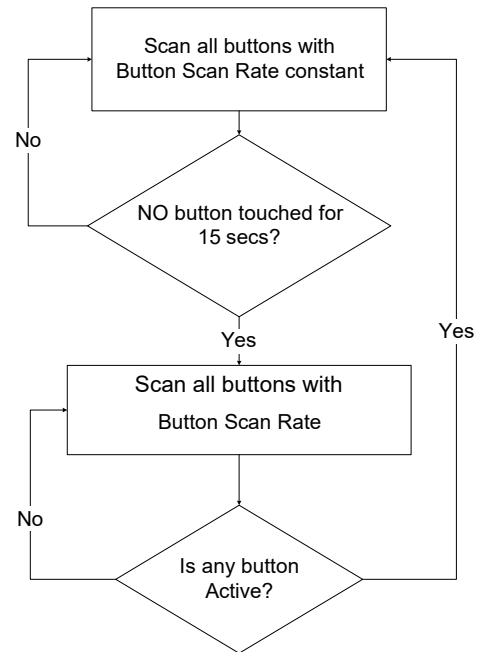 Scan all buttons with
Button Scan Rate constant
No
NO button touched for
15 secs?
Yes
Yes
Scan all buttons with
Button Scan Rate
No
Is any button
Active?